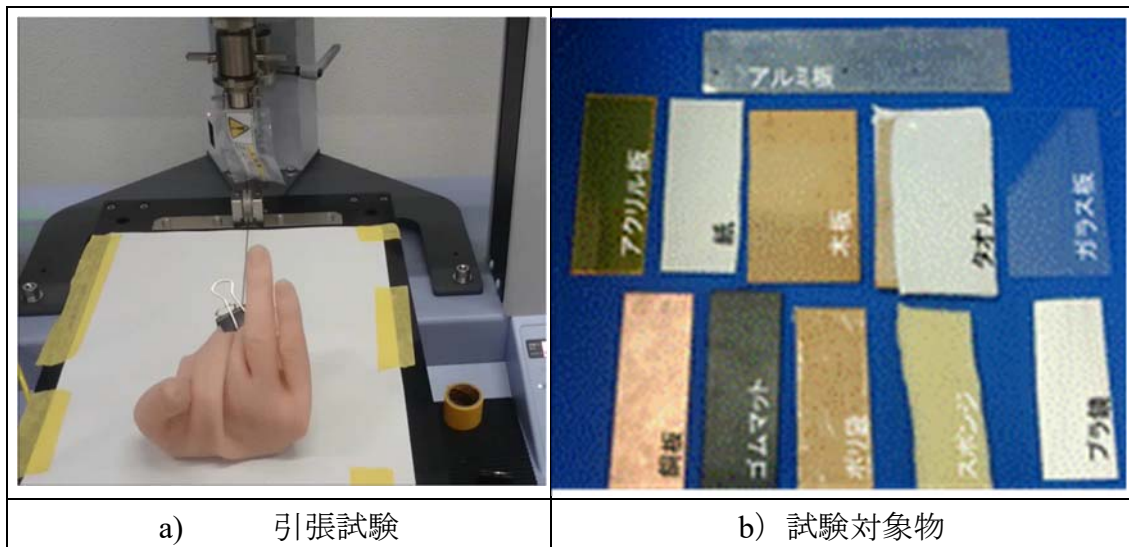 アルミ板
アクリル板
紙
木板
タオル
ガラス板
銅板
ゴムマット
ポリ袋
スポンジ
プラ鏡
a) 引張試験
b) 試験対象物